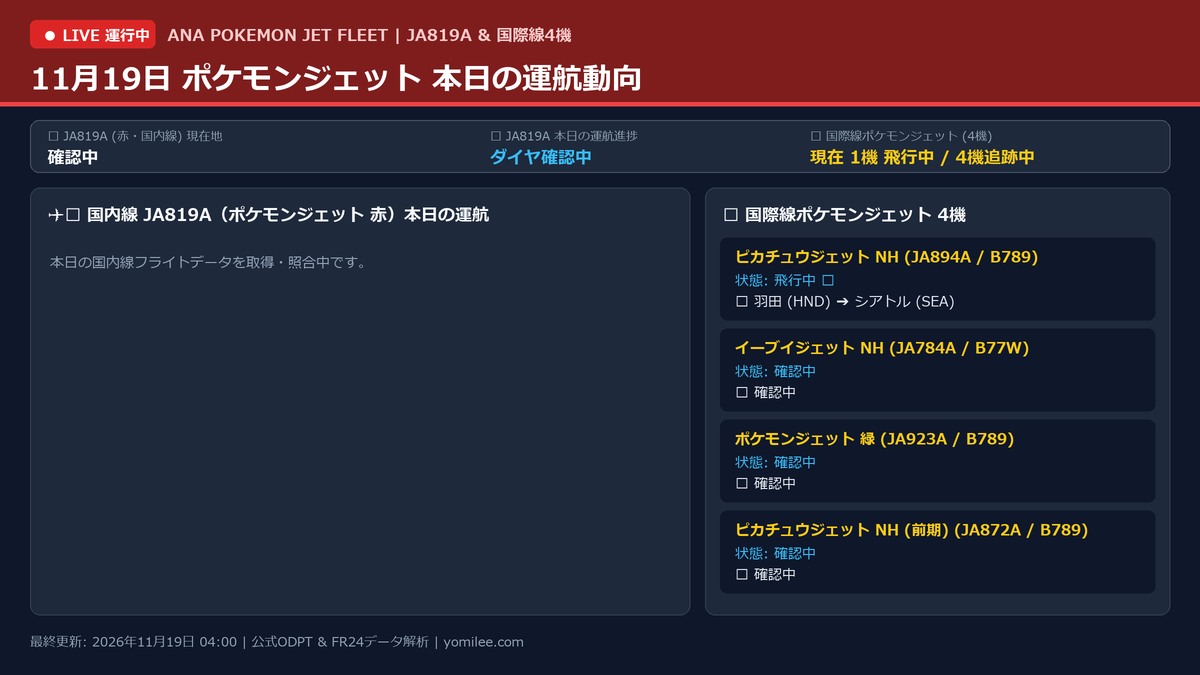 ● LIVE 運行中
ANA POKEMON JET FLEET | JA819A & 国際線4機
11月19日 ポケモンジェット 本日の運航動向
□ JA819A (赤・国内線) 現在地
確認中
□ JA819A 本日の運航進捗
ダイヤ確認中
□ 国際線ポケモンジェット (4機)
現在 1機 飛行中 / 4機追跡中
✈□ 国内線 JA819A（ポケモンジェット 赤）本日の運航
本日の国内線フライトデータを取得・照合中です。
□ 国際線ポケモンジェット 4機
ピカチュウジェット NH (JA894A / B789)
状態: 飛行中 □
□ 羽田 (HND) ➔ シアトル (SEA)
イーブイジェット NH (JA784A / B77W)
状態: 確認中
□ 確認中
ポケモンジェット 緑 (JA923A / B789)
状態: 確認中
□ 確認中
ピカチュウジェット NH (前期) (JA872A / B789)
状態: 確認中
□ 確認中
最終更新: 2026年11月19日 04:00 | 公式ODPT & FR24データ解析 | yomilee.com